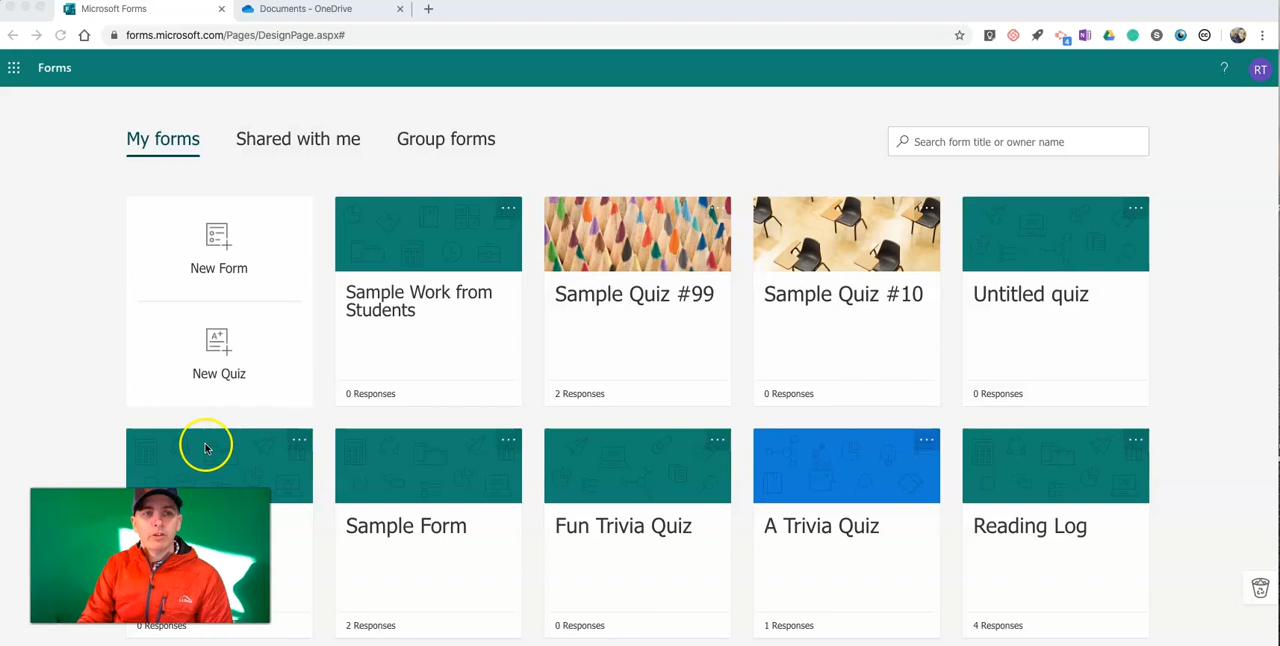 Microsoft Forms
Documents - OneDrive
forms.microsoft.com/Pages/DesignPage.aspx#
4
Forms
?
RT
My forms
Shared with me
Group forms
Search form title or owner name
New Form
New Quiz
Sample Work from
Students
0 Responses
Sample Quiz #99
2 Responses
Sample Quiz #10
0 Responses
Untitled quiz
0 Responses
0 Responses
Sample Form
2 Responses
Fun Trivia Quiz
0 Responses
A Trivia Quiz
1 Responses
Reading Log
4 Responses